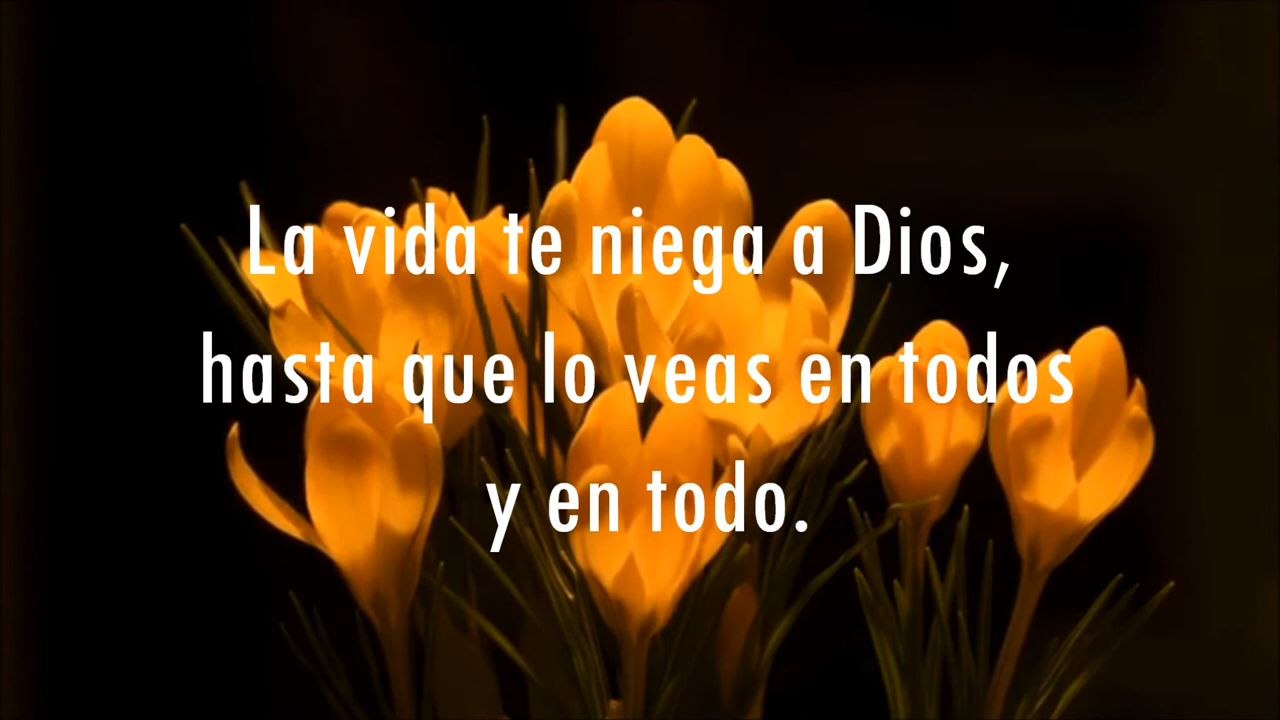 La vida te niega a Dios,
hasta que lo veas en todos
y en todo.